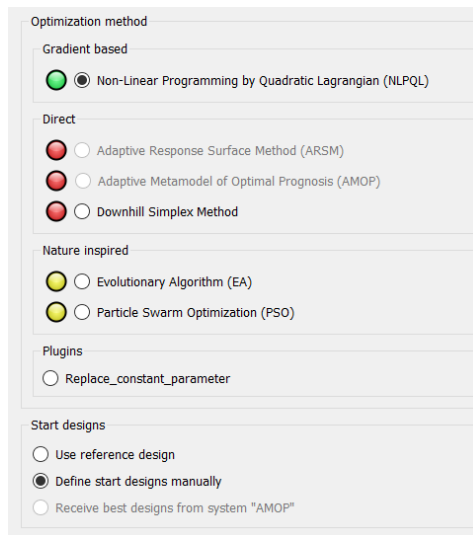 Optimization method
Gradient based
Non-Linear Programming by Quadratic Lagrangian (NLPQL)
Direct
Adaptive Response Surface Method (ARSM)
Adaptive Metamodel of Optimal Prognosis (AMOP)
Downhill Simplex Method
Nature inspired
Evolutionary Algorithm (EA)
Particle Swarm Optimization (PSO)
Plugins
Replace_constant_parameter
Start designs
Use reference design
Define start designs manually
Receive best designs from system "AMOP"